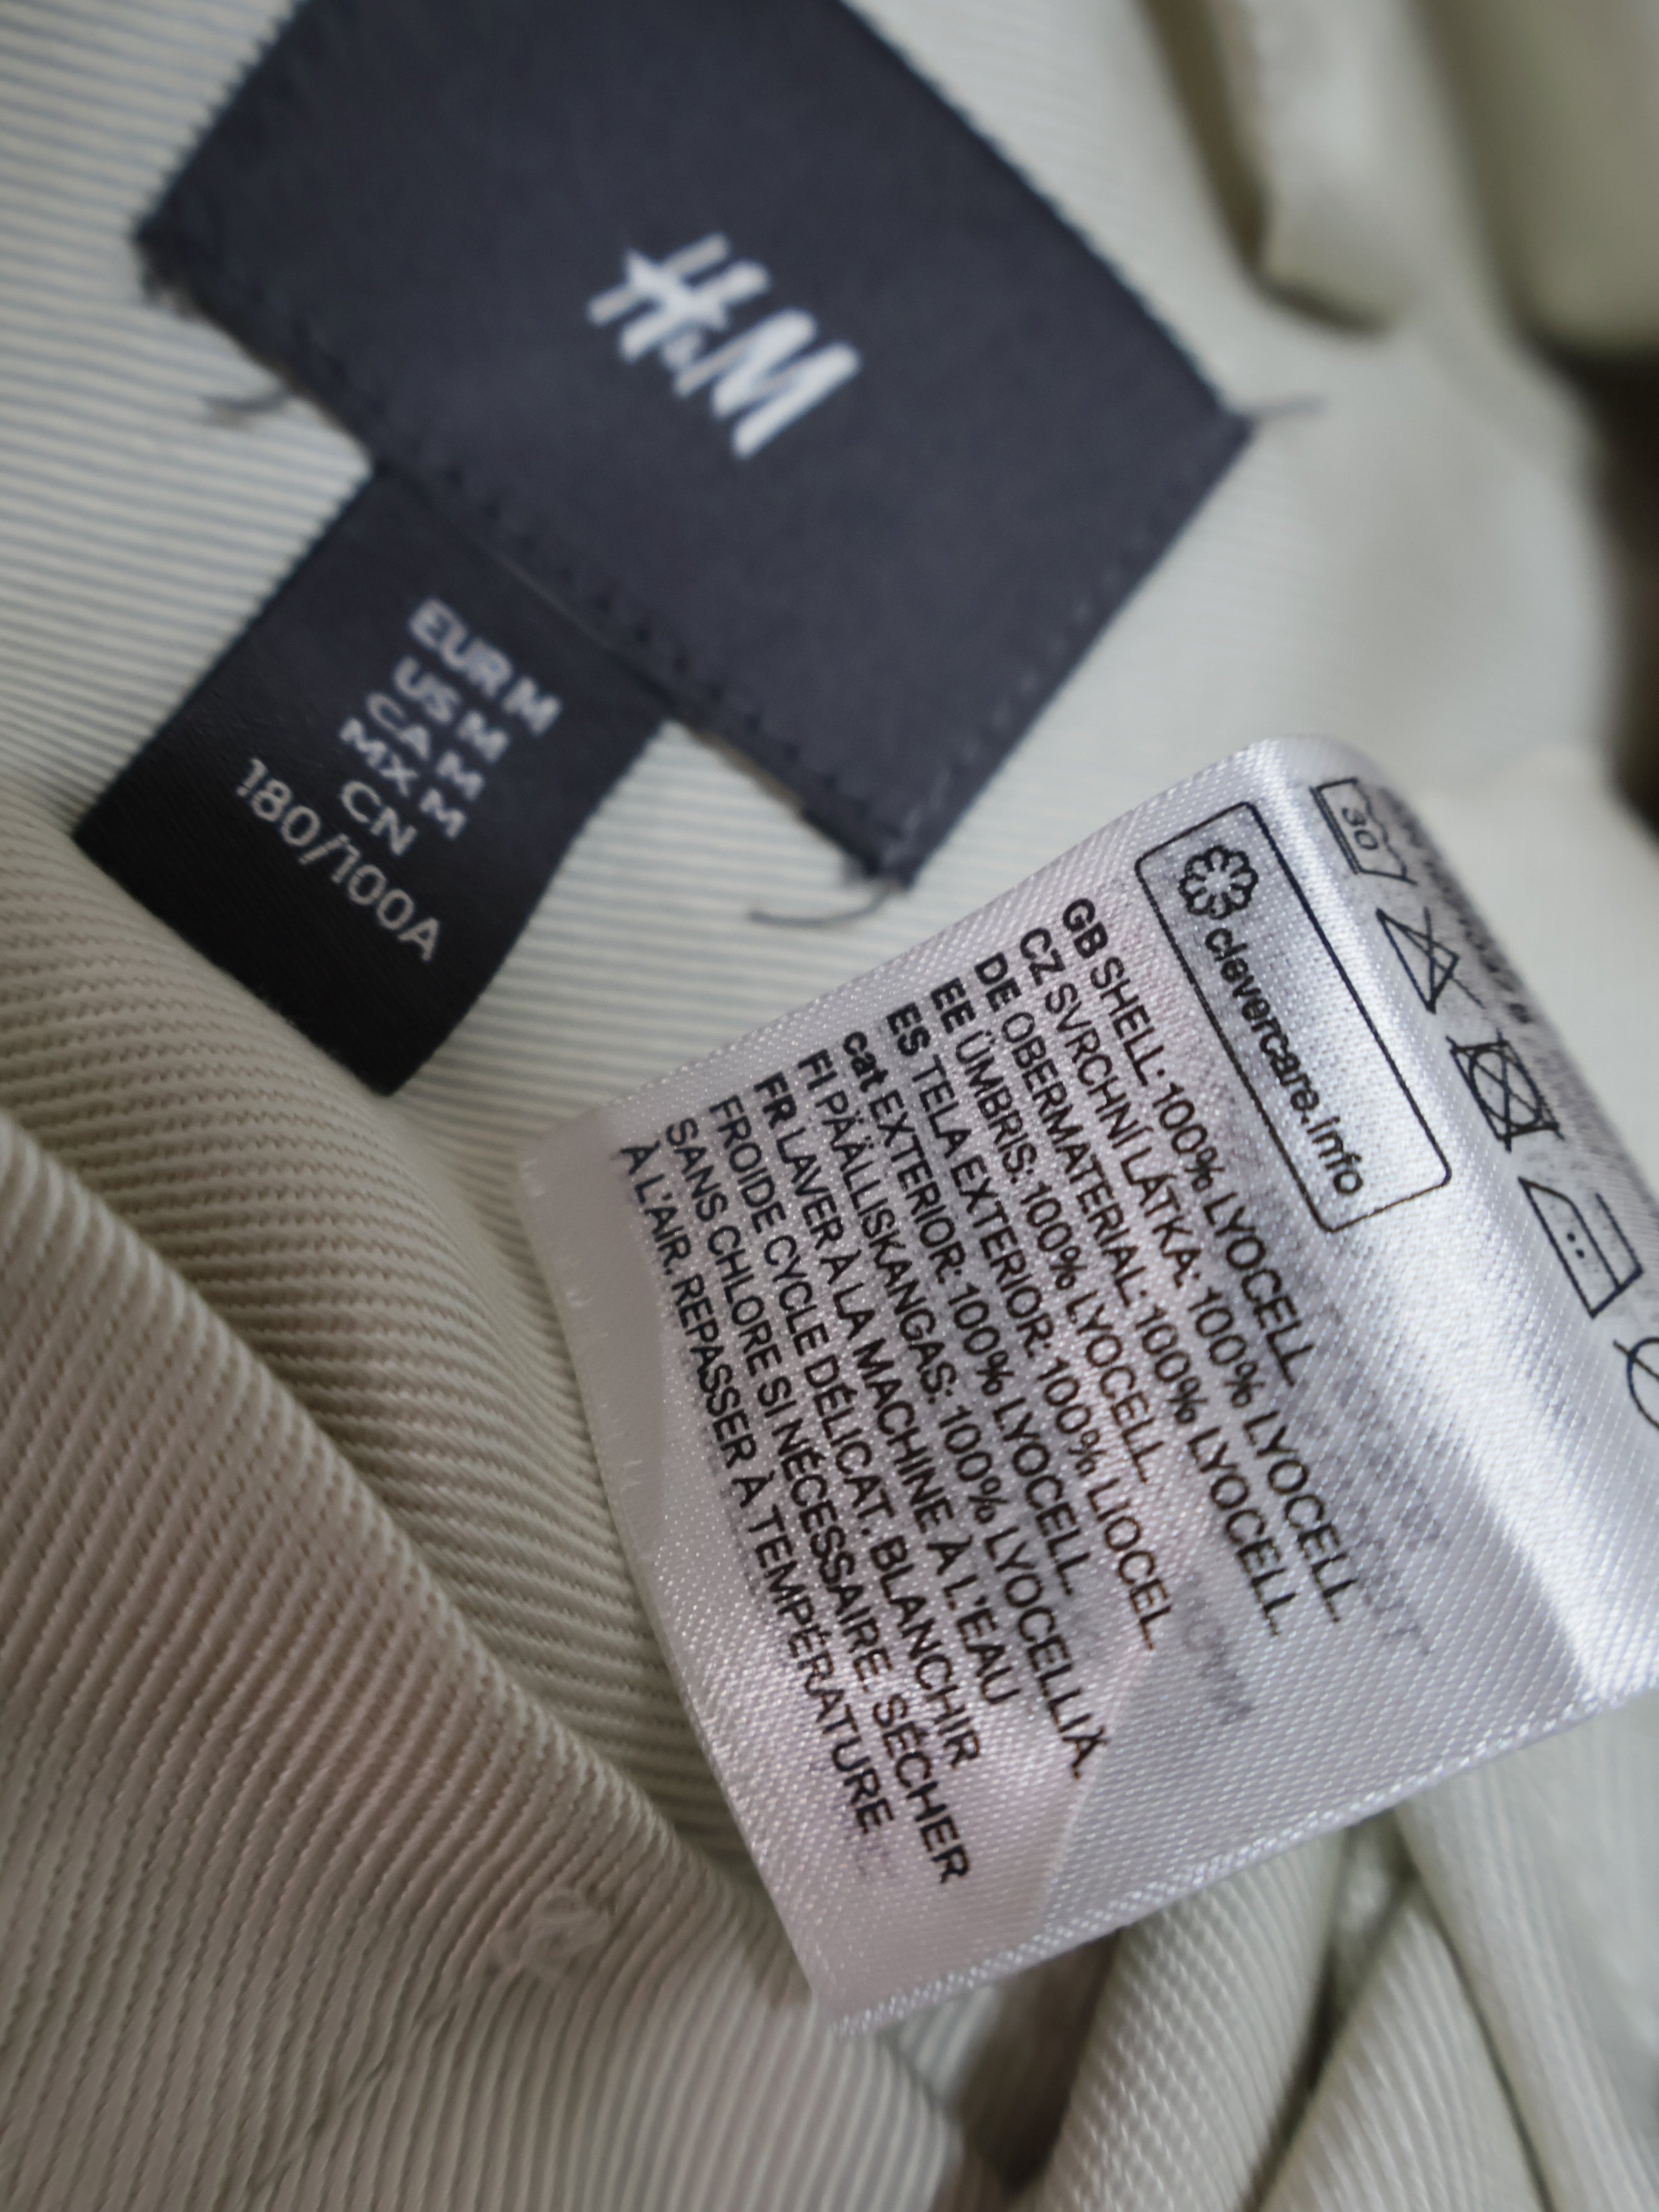 H&M
EUR M
US M
CA M
MX M
CN
180/100A
30
clevercare.info
GB SHELL: 100% LYOCELL
CZ SVRCHNÍ LÁTKA: 100% LYOCELL.
DE OBERMATERIAL: 100% LYOCELL.
EE ÜMBRIS: 100% LYOCELL.
ES TELA EXTERIOR: 100% LIOCEL.
cat EXTERIOR: 100% LYOCELL.
FI PÄÄLLISKANGAS: 100% LYOCELLIÄ.
FR LAVER À LA MACHINE À L'EAU
FROIDE CYCLE DÉLICAT. BLANCHIR
SANS CHLORE SI NÉCESSAIRE. SÉCHER
À L'AIR. REPASSER À TEMPÉRATURE